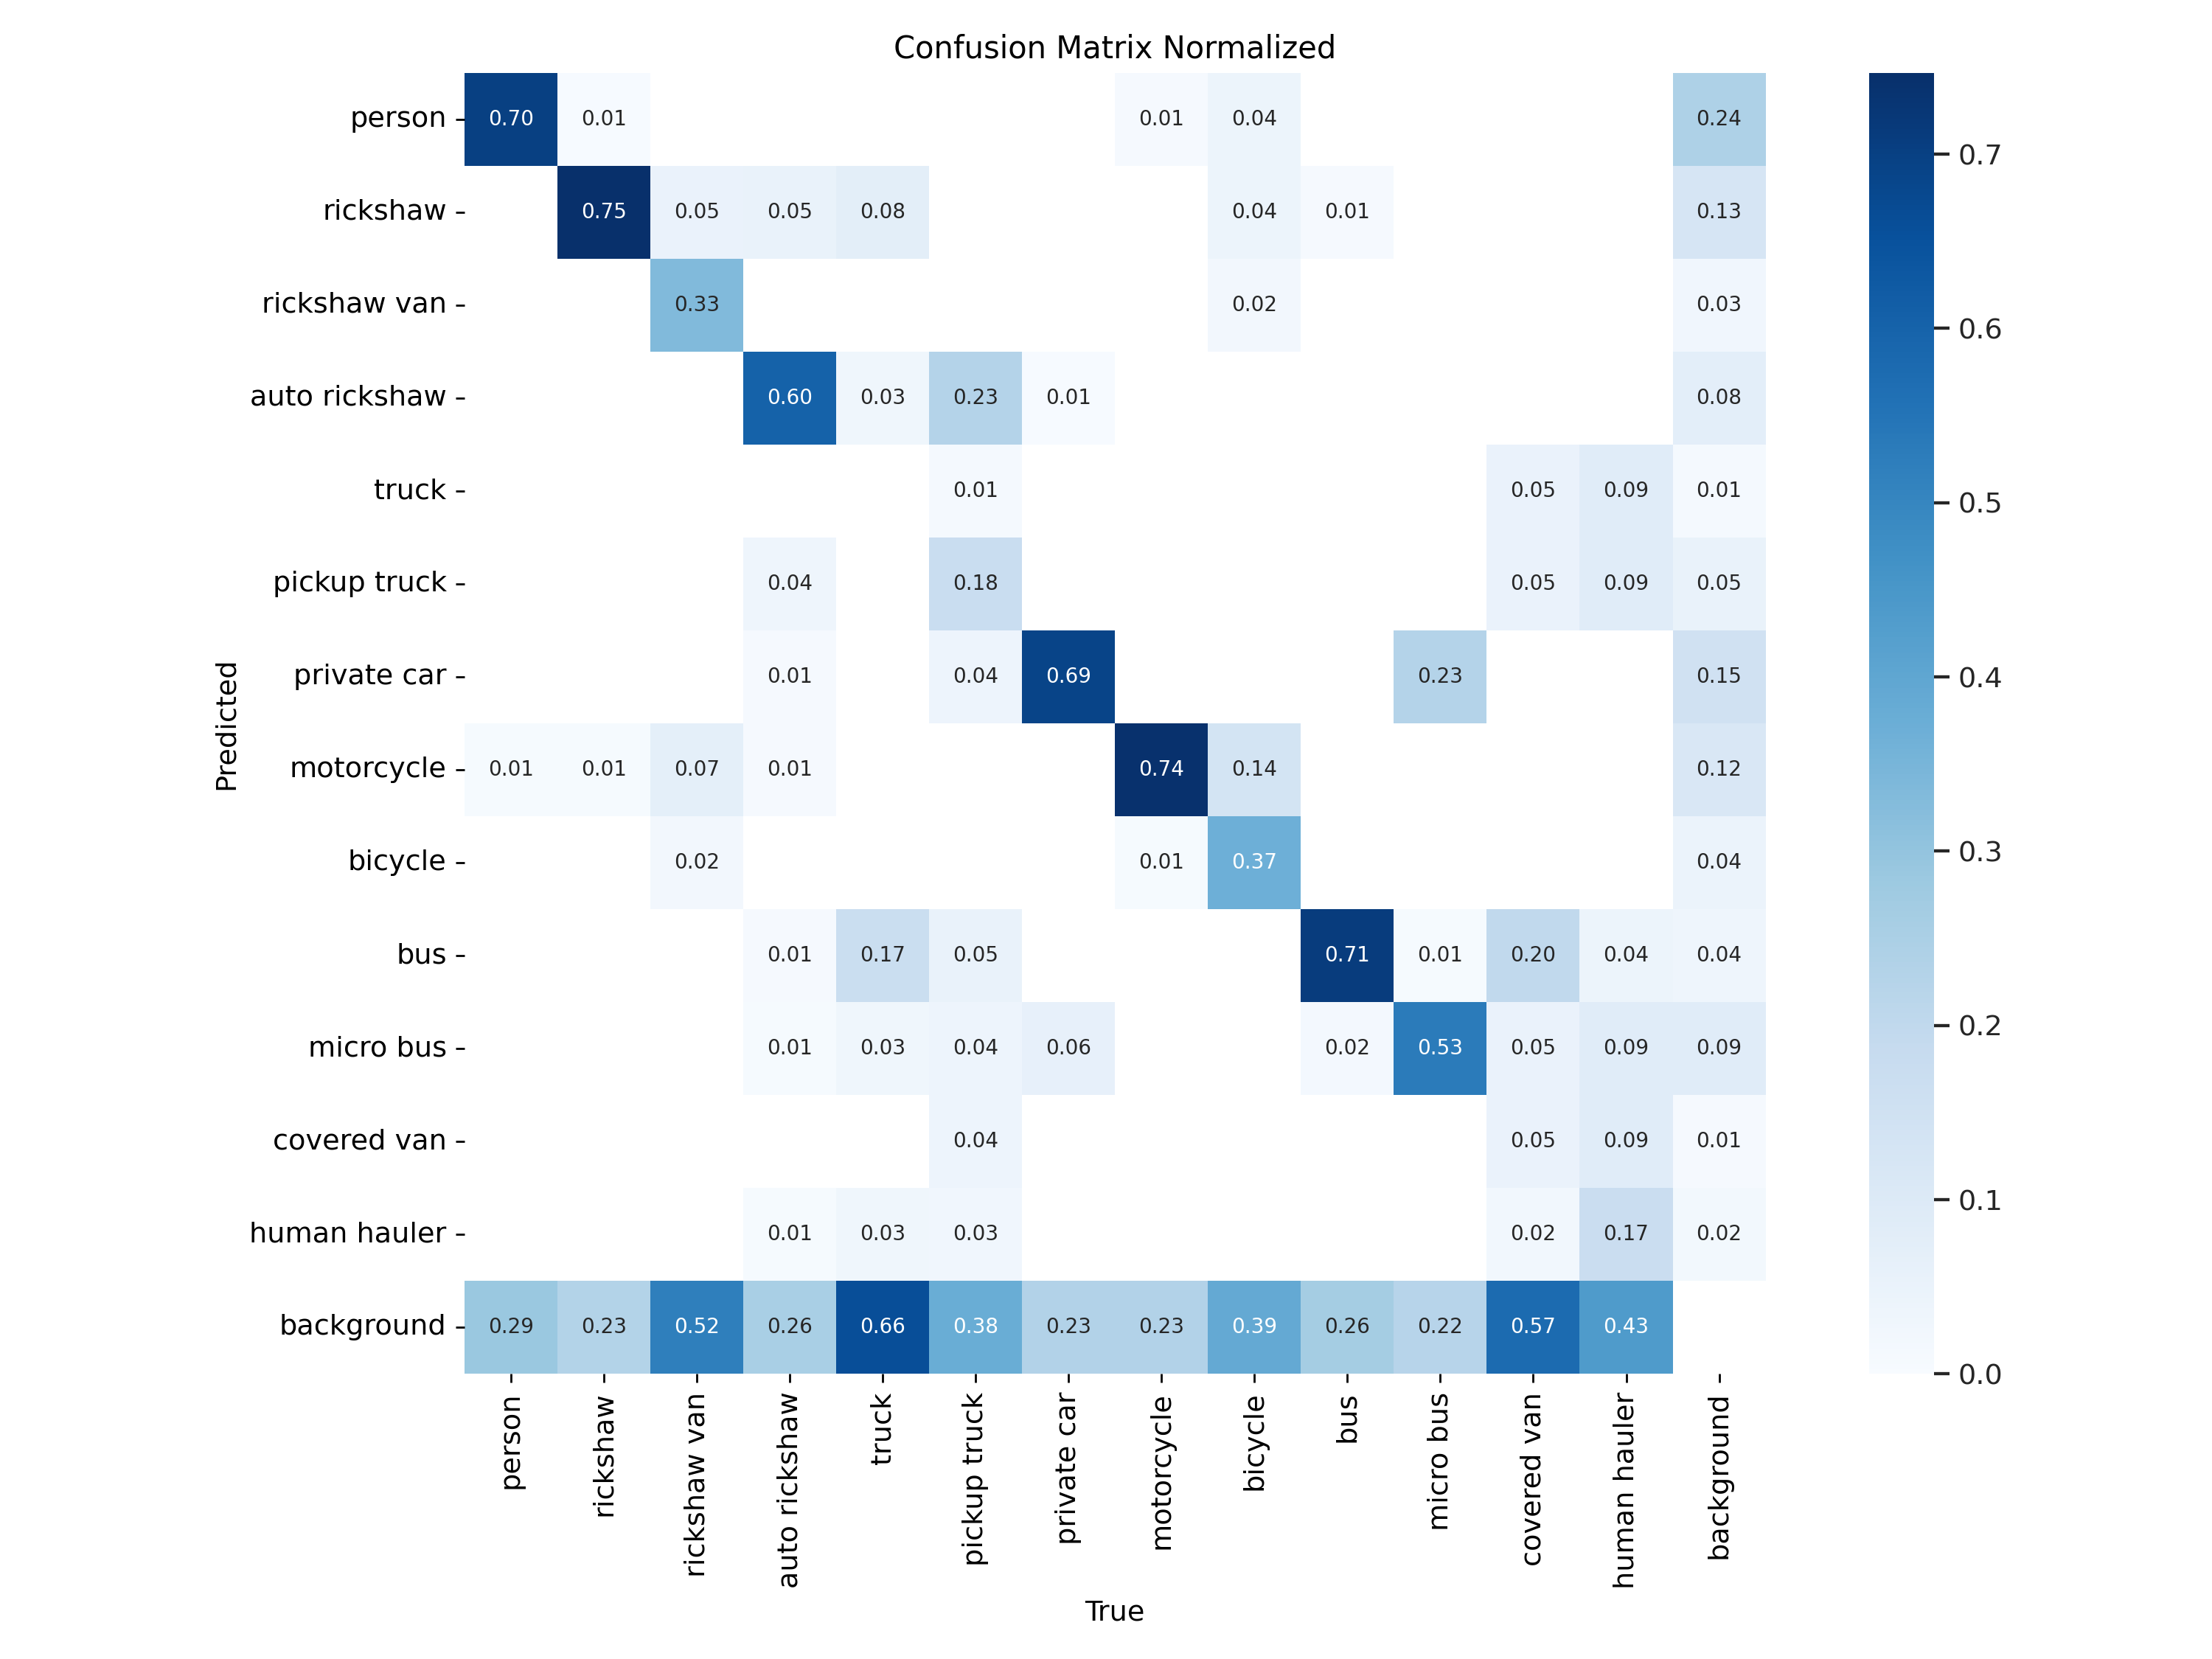 Confusion Matrix Normalized
person 0.70 0.01 0.01 0.04 0.24
rickshaw 0.75 0.05 0.05 0.08 0.04 0.01 0.13
rickshaw van 0.33 0.02 0.03
auto rickshaw 0.60 0.03 0.23 0.01 0.08
truck 0.01 0.05 0.09 0.01
pickup truck 0.04 0.18 0.05 0.09 0.05
private car 0.01 0.04 0.69 0.23 0.15
motorcycle 0.01 0.01 0.07 0.01 0.74 0.14 0.12
bicycle 0.02 0.01 0.37 0.04
bus 0.01 0.17 0.05 0.71 0.01 0.20 0.04 0.04
micro bus 0.01 0.03 0.04 0.06 0.02 0.53 0.05 0.09 0.09
covered van 0.04 0.05 0.09 0.01
human hauler 0.01 0.03 0.03 0.02 0.17 0.02
background 0.29 0.23 0.52 0.26 0.66 0.38 0.23 0.23 0.39 0.26 0.22 0.57 0.43
Predicted
person
rickshaw
rickshaw van
auto rickshaw
truck
pickup truck
private car
motorcycle
bicycle
bus
micro bus
covered van
human hauler
background
True
0.7
0.6
0.5
0.4
0.3
0.2
0.1
0.0